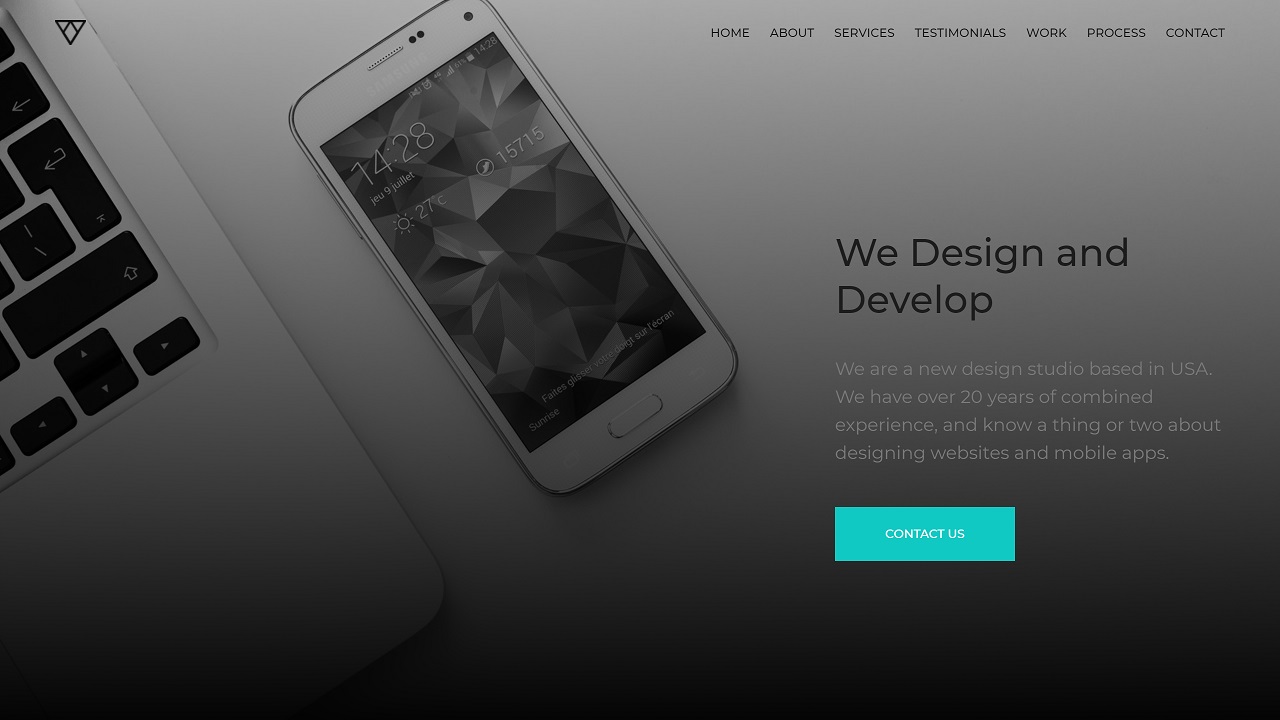 HOME ABOUT SERVICES TESTIMONIALS WORK PROCESS CONTACT
14:28
14:28
jeu 9 juillet
15715
27°c
Faites glisser votre doigt sur l'écran
Sunrise
We Design and
Develop
We are a new design studio based in USA.
We have over 20 years of combined
experience, and know a thing or two about
designing websites and mobile apps.
CONTACT US